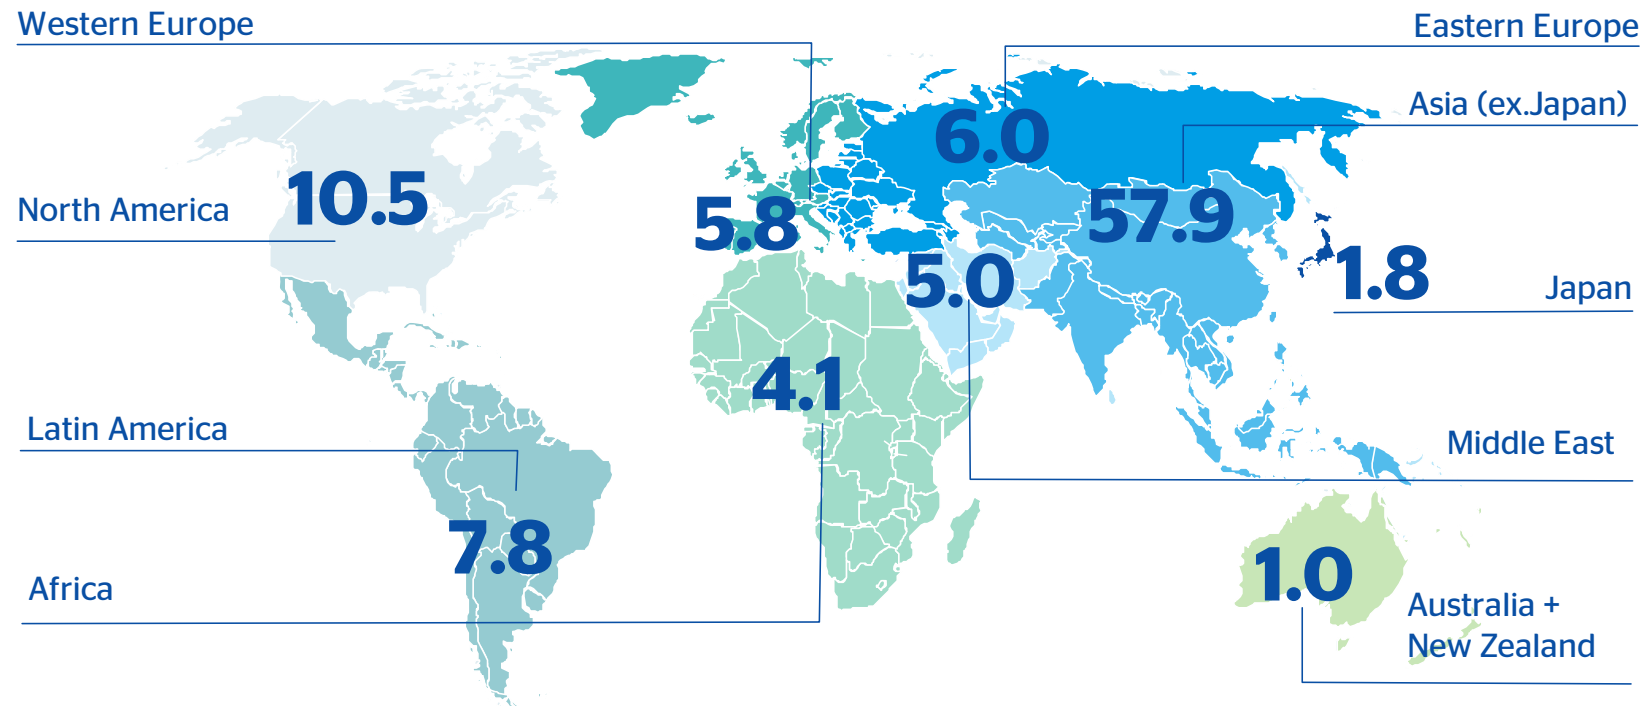 Western Europe
Eastern Europe
Asia (ex.Japan)
6.0
57.9
North America
10.5
5.8
5.0
1.8
Japan
4.1
Latin America
Middle East
7.8
Africa
1.0
Australia +
New Zealand